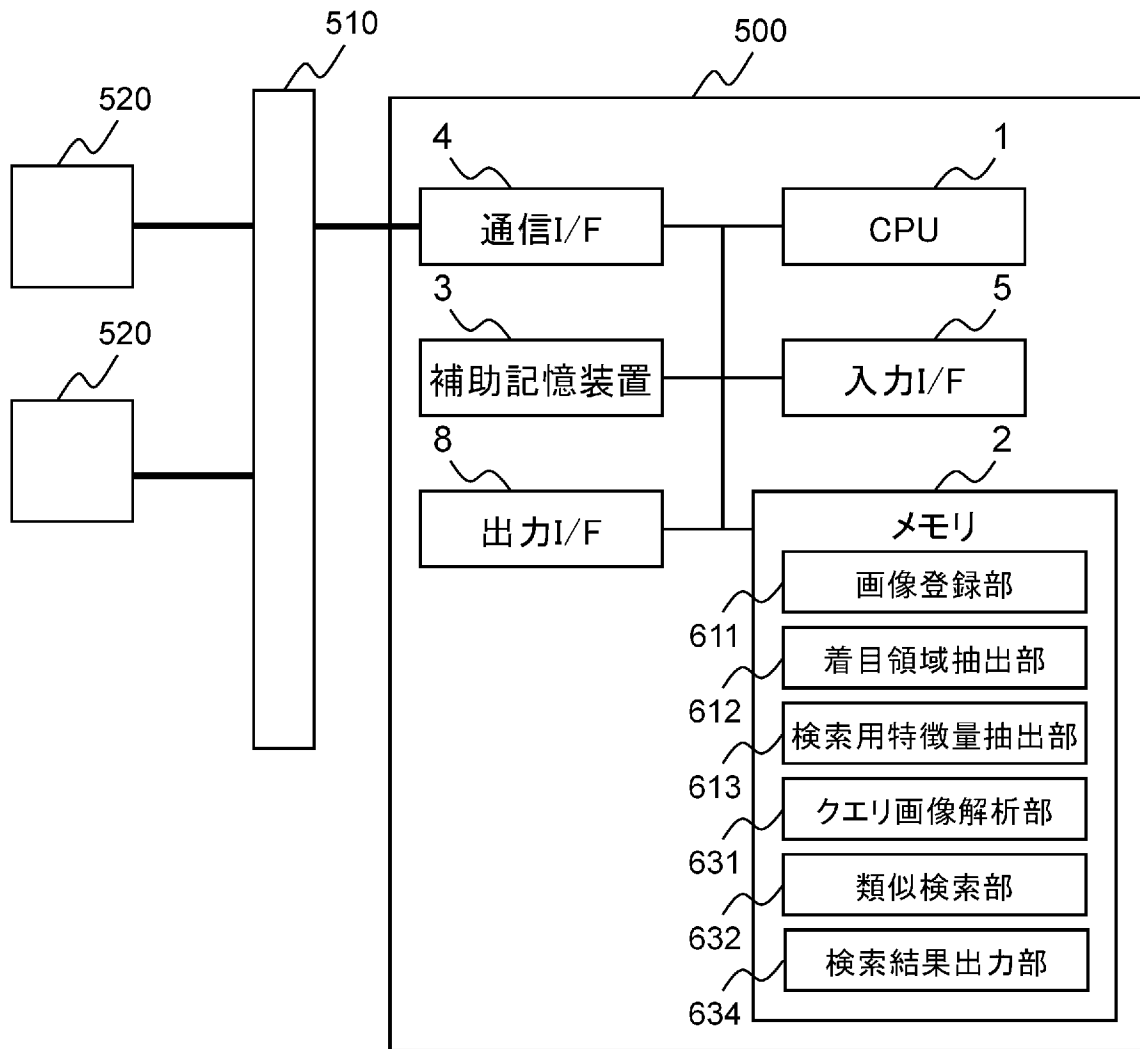 500
510
520
4
1
通信I/F
CPU
520
3
5
補助記憶装置
入力I/F
8
2
出力I/F
メモリ
画像登録部
611
着目領域抽出部
612
検索用特徴量抽出部
613
クエリ画像解析部
631
類似検索部
632
検索結果出力部
634